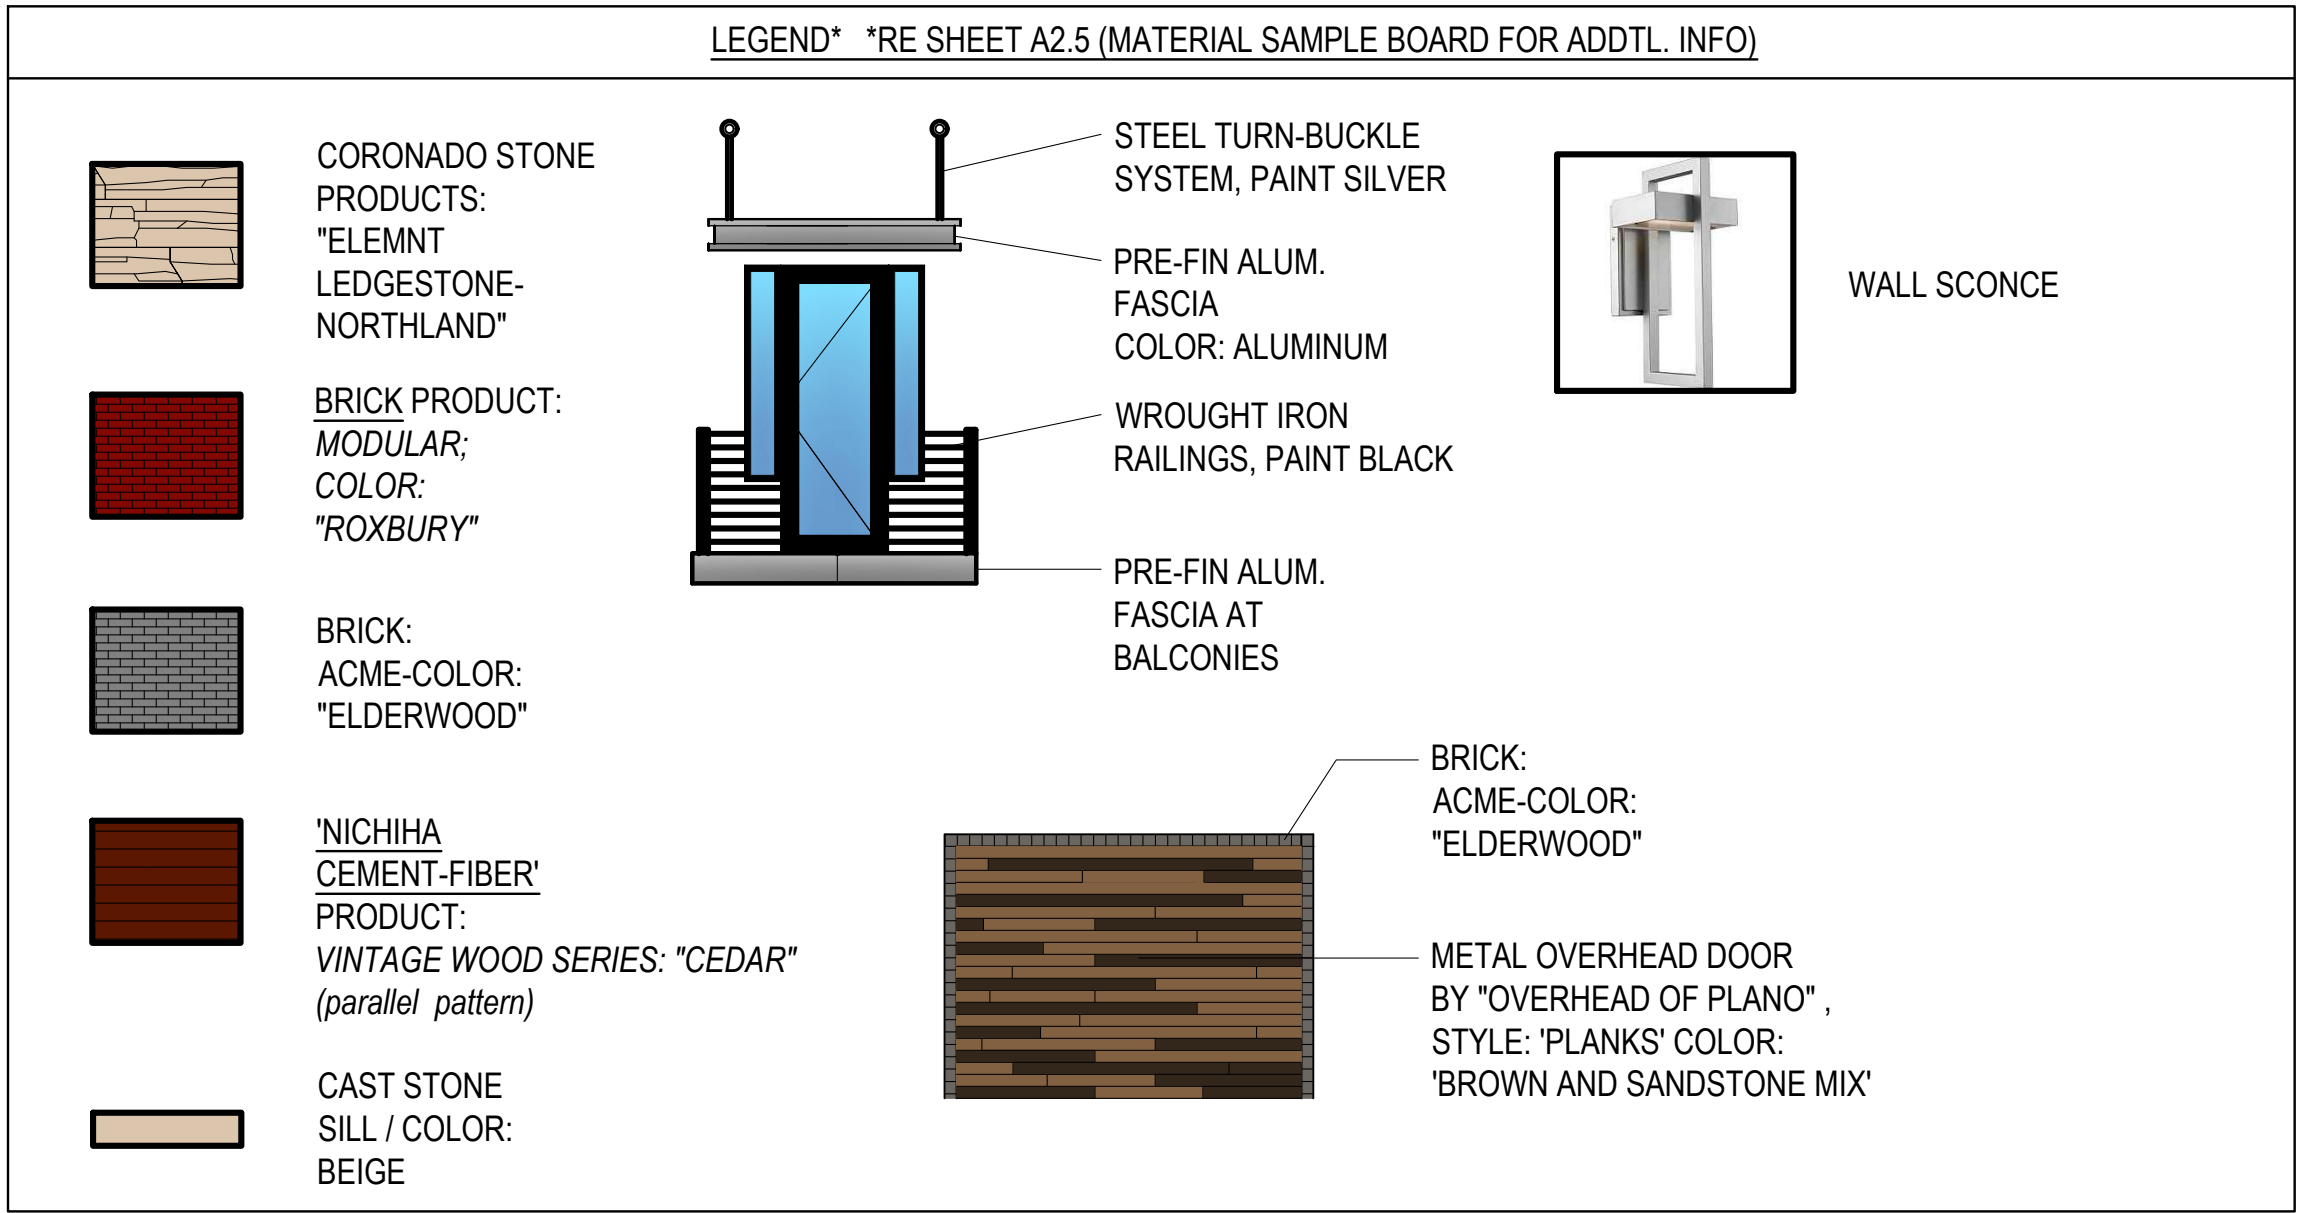 LEGEND* *RE SHEET A2.5 (MATERIAL SAMPLE BOARD FOR ADDTL. INFO)
CORONADO STONE
PRODUCTS:
"ELEMNT
LEDGESTONE-
NORTHLAND"
BRICK PRODUCT:
MODULAR;
COLOR:
"ROXBURY"
BRICK:
ACME-COLOR:
"ELDERWOOD"
'NICHIHA
CEMENT-FIBER'
PRODUCT:
VINTAGE WOOD SERIES: "CEDAR"
(parallel pattern)
CAST STONE
SILL / COLOR:
BEIGE
STEEL TURN-BUCKLE
SYSTEM, PAINT SILVER
PRE-FIN ALUM.
FASCIA
COLOR: ALUMINUM
WROUGHT IRON
RAILINGS, PAINT BLACK
PRE-FIN ALUM.
FASCIA AT
BALCONIES
WALL SCONCE
BRICK:
ACME-COLOR:
"ELDERWOOD"
METAL OVERHEAD DOOR
BY "OVERHEAD OF PLANO" ,
STYLE: 'PLANKS' COLOR:
'BROWN AND SANDSTONE MIX'